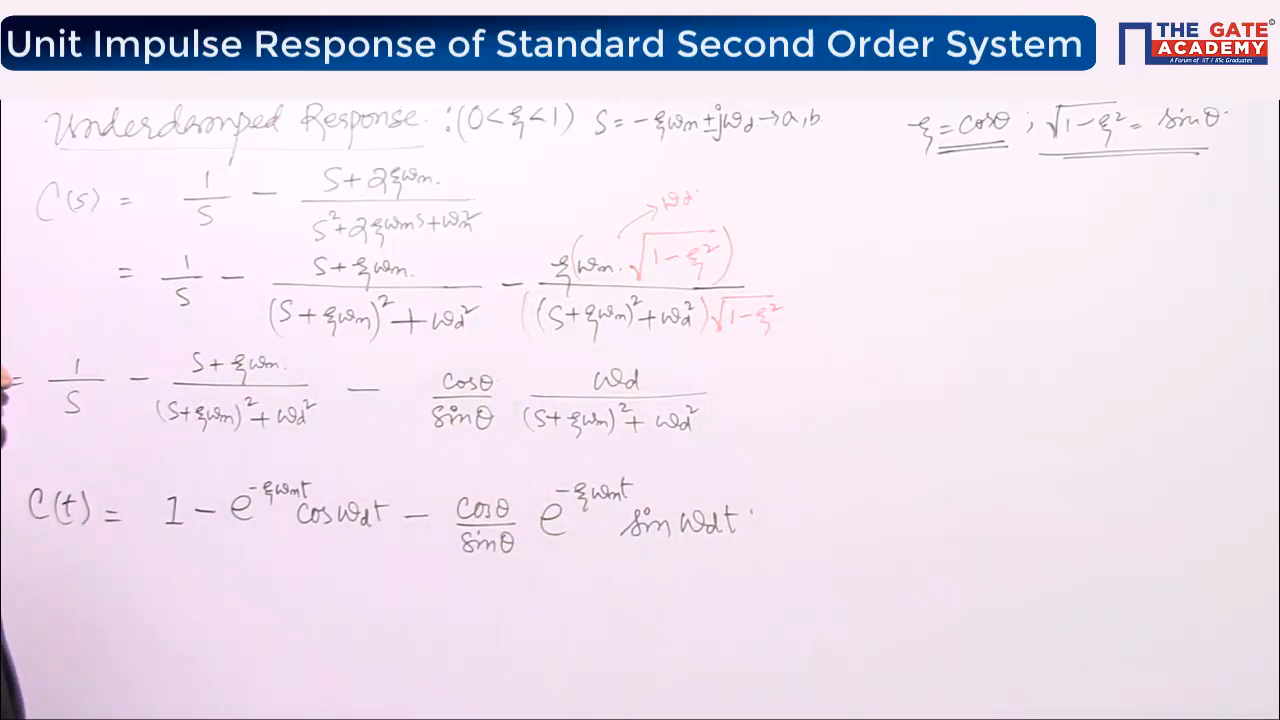 Unit Impulse Response of Standard Second Order System
THE GATE©
ACADEMY
A Forum of IIT / IISc Graduates
Underdamped Response : (0 < ξ < 1) S = -ξωn ± jωd → a, b
ξ = cosθ ; √(1-ξ²) = sinθ
C(s) = 1/S - (S+2ξωn)/(S²+2ξωnS+ωn²)
= 1/S - (S+ξωn)/((S+ξωn)²+ωd²) - ξ(ωn·√(1-ξ²))/(((S+ξωn)²+ωd²)√(1-ξ²))
→ ωd
= 1/S - (S+ξωn)/((S+ξωn)²+ωd²) - cosθ/sinθ ωd/((S+ξωn)²+ωd²)
C(t) = 1 - e^(-ξωnt) cosωdt - cosθ/sinθ e^(-ξωnt) sinωdt